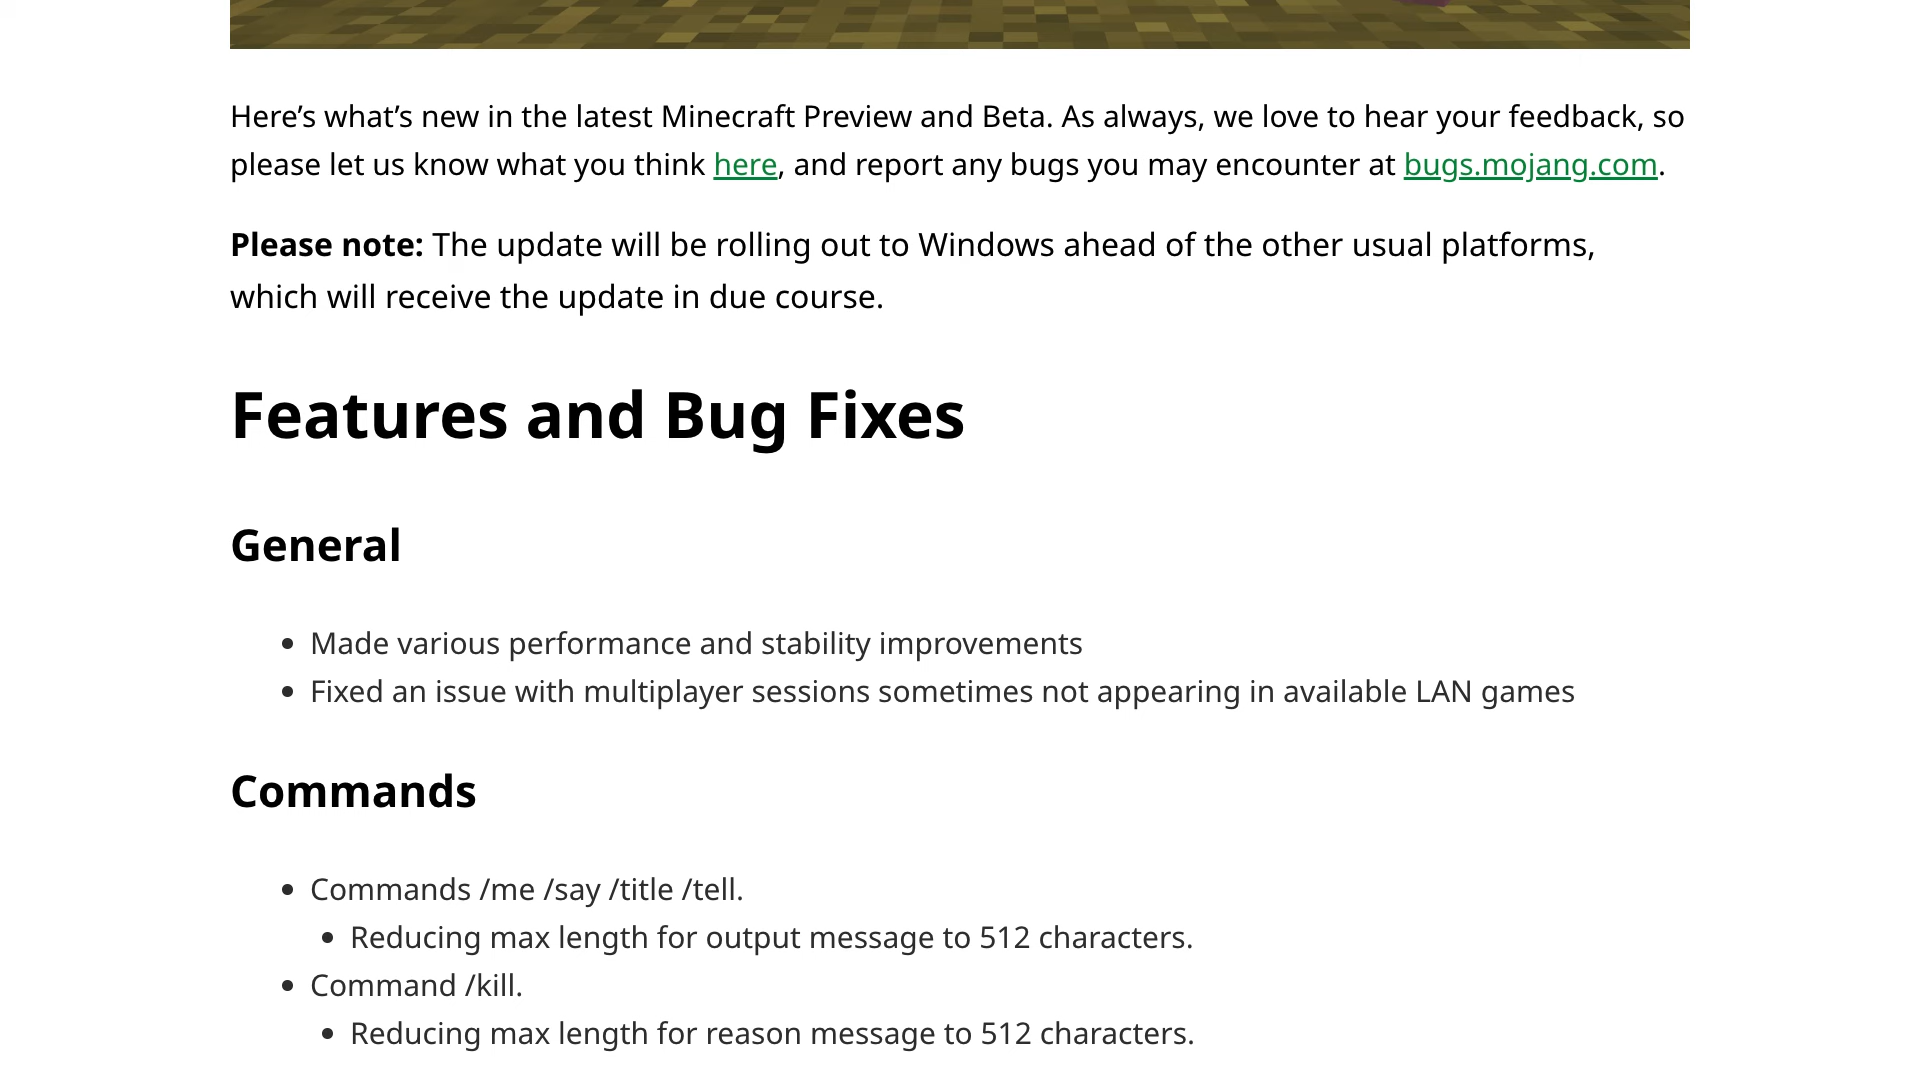 Here’s what’s new in the latest Minecraft Preview and Beta. As always, we love to hear your feedback, so
please let us know what you think here, and report any bugs you may encounter at bugs.mojang.com.
Please note: The update will be rolling out to Windows ahead of the other usual platforms,
which will receive the update in due course.
Features and Bug Fixes
General
• Made various performance and stability improvements
• Fixed an issue with multiplayer sessions sometimes not appearing in available LAN games
Commands
• Commands /me /say /title /tell.
• Reducing max length for output message to 512 characters.
• Command /kill.
• Reducing max length for reason message to 512 characters.